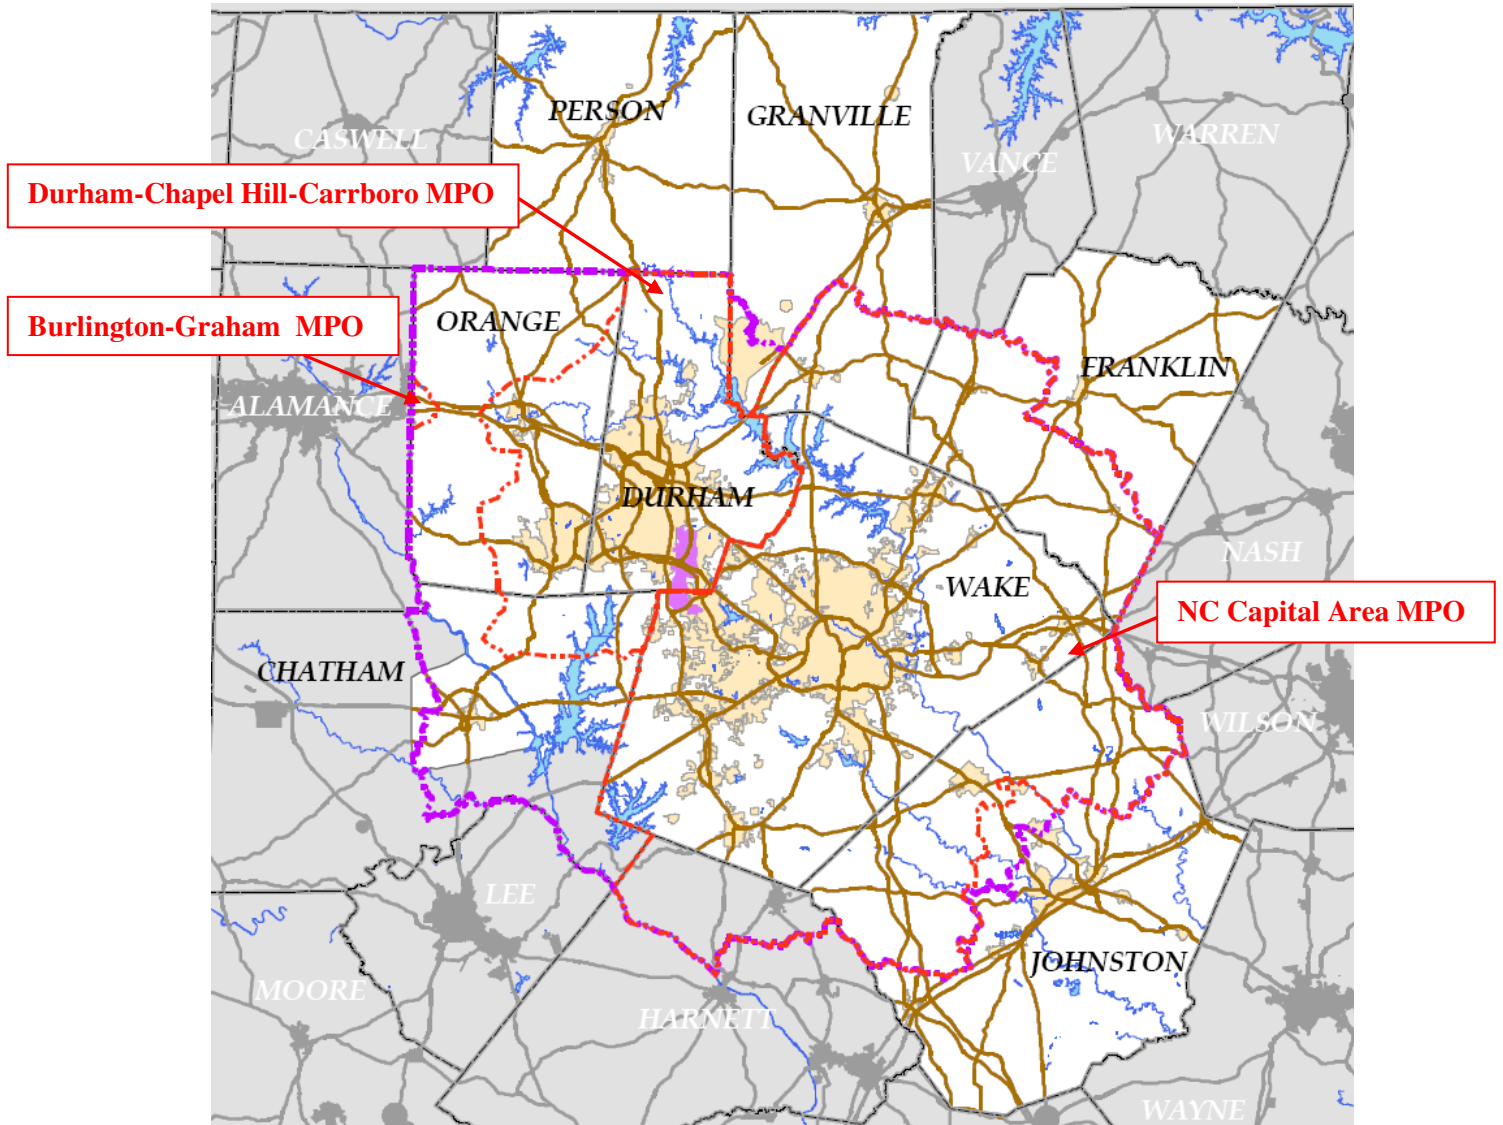 PERSON
GRANVILLE
CASWELL
WARREN
VANCE
Durham-Chapel Hill-Carrboro MPO
Burlington-Graham  MPO
ORANGE
FRANKLIN
ALAMANCE
DURHAM
NASH
WAKE
NC Capital Area MPO
CHATHAM
WILSON
LEE
JOHNSTON
MOORE
HARNETT
WAYNE